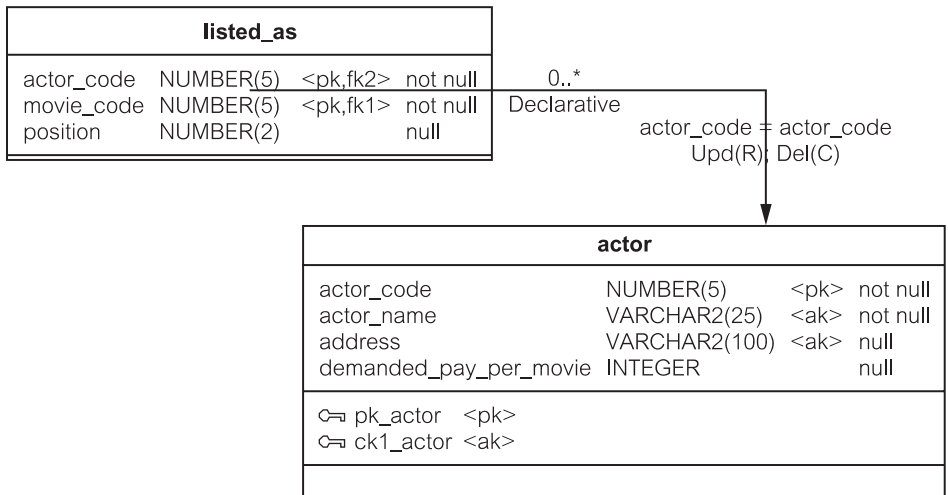 listed_as
actor_code NUMBER(5) <pk,fk2> not null
movie_code NUMBER(5) <pk,fk1> not null
position NUMBER(2) null
0..*
Declarative
actor_code = actor_code
Upd(R); Del(C)
actor
actor_code NUMBER(5) <pk> not null
actor_name VARCHAR2(25) <ak> not null
address VARCHAR2(100) <ak> null
demanded_pay_per_movie INTEGER null
pk_actor <pk>
ck1_actor <ak>